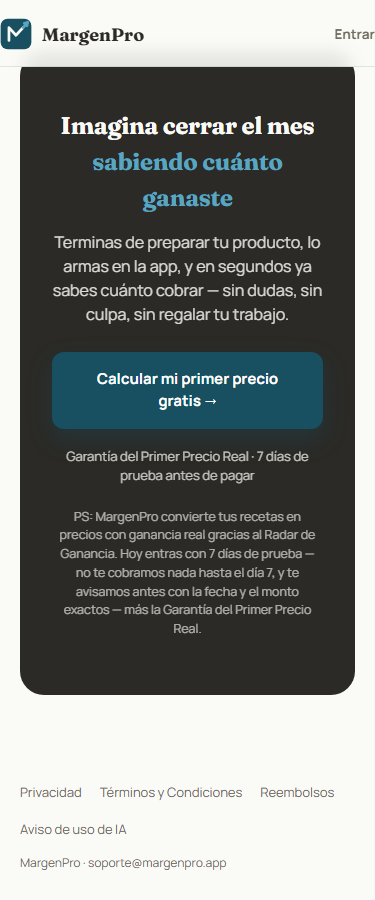 MargenPro
Entrar
Imagina cerrar el mes
sabiendo cuánto
ganaste
Terminas de preparar tu producto, lo
armas en la app, y en segundos ya
sabes cuánto cobrar — sin dudas, sin
culpa, sin regalar tu trabajo.
Calcular mi primer precio
gratis →
Garantía del Primer Precio Real · 7 días de
prueba antes de pagar
PS: MargenPro convierte tus recetas en
precios con ganancia real gracias al Radar de
Ganancia. Hoy entras con 7 días de prueba —
no te cobramos nada hasta el día 7, y te
avisamos antes con la fecha y el monto
exactos — más la Garantía del Primer Precio
Real.
Privacidad Términos y Condiciones Reembolsos
Aviso de uso de IA
MargenPro · soporte@margenpro.app